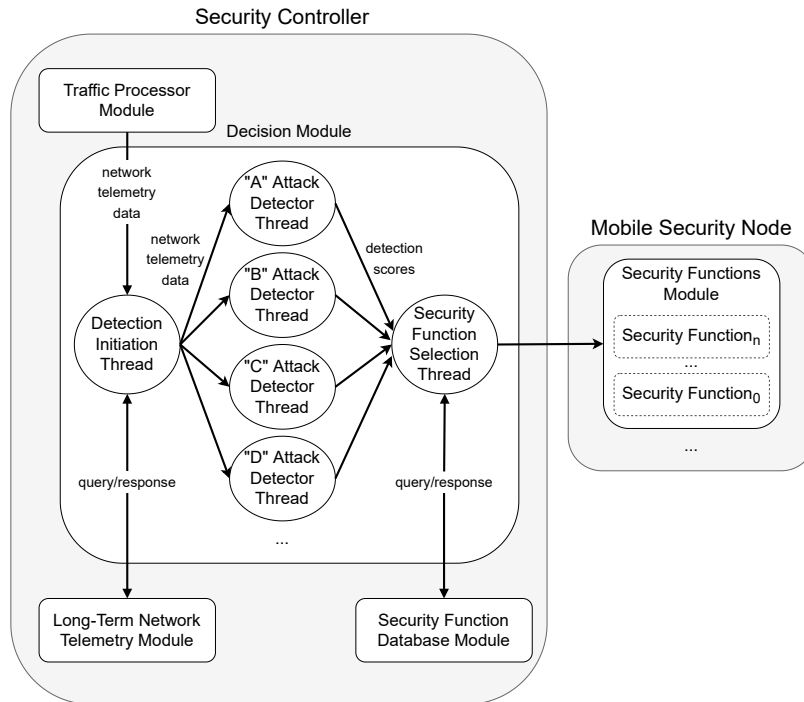 Security Controller
Traffic Processor
Module
Decision Module
network
telemetry
data
network
telemetry
data
"A" Attack
Detector
Thread
detection
scores
"B" Attack
Detector
Thread
Detection
Initiation
Thread
Security
Function
Selection
Thread
"C" Attack
Detector
Thread
"D" Attack
Detector
Thread
...
query/response
query/response
Long-Term Network
Telemetry Module
Security Function
Database Module
Mobile Security Node
Security Functions
Module
Security Functionₙ
...
Security Function₀
...